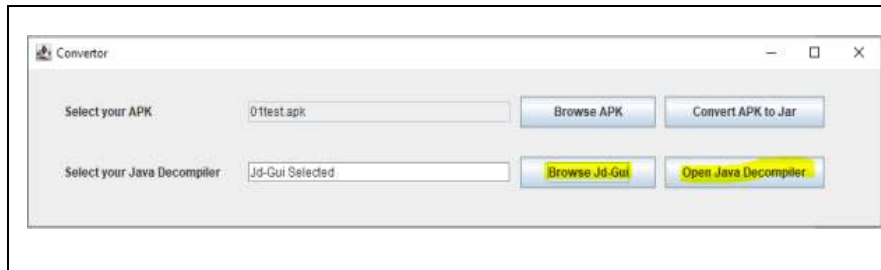 Convertor
Select your APK 01test.apk Browse APK Convert APK to Jar
Select your Java Decompiler Jd-Gui Selected Browse Jd-Gui Open Java Decompiler